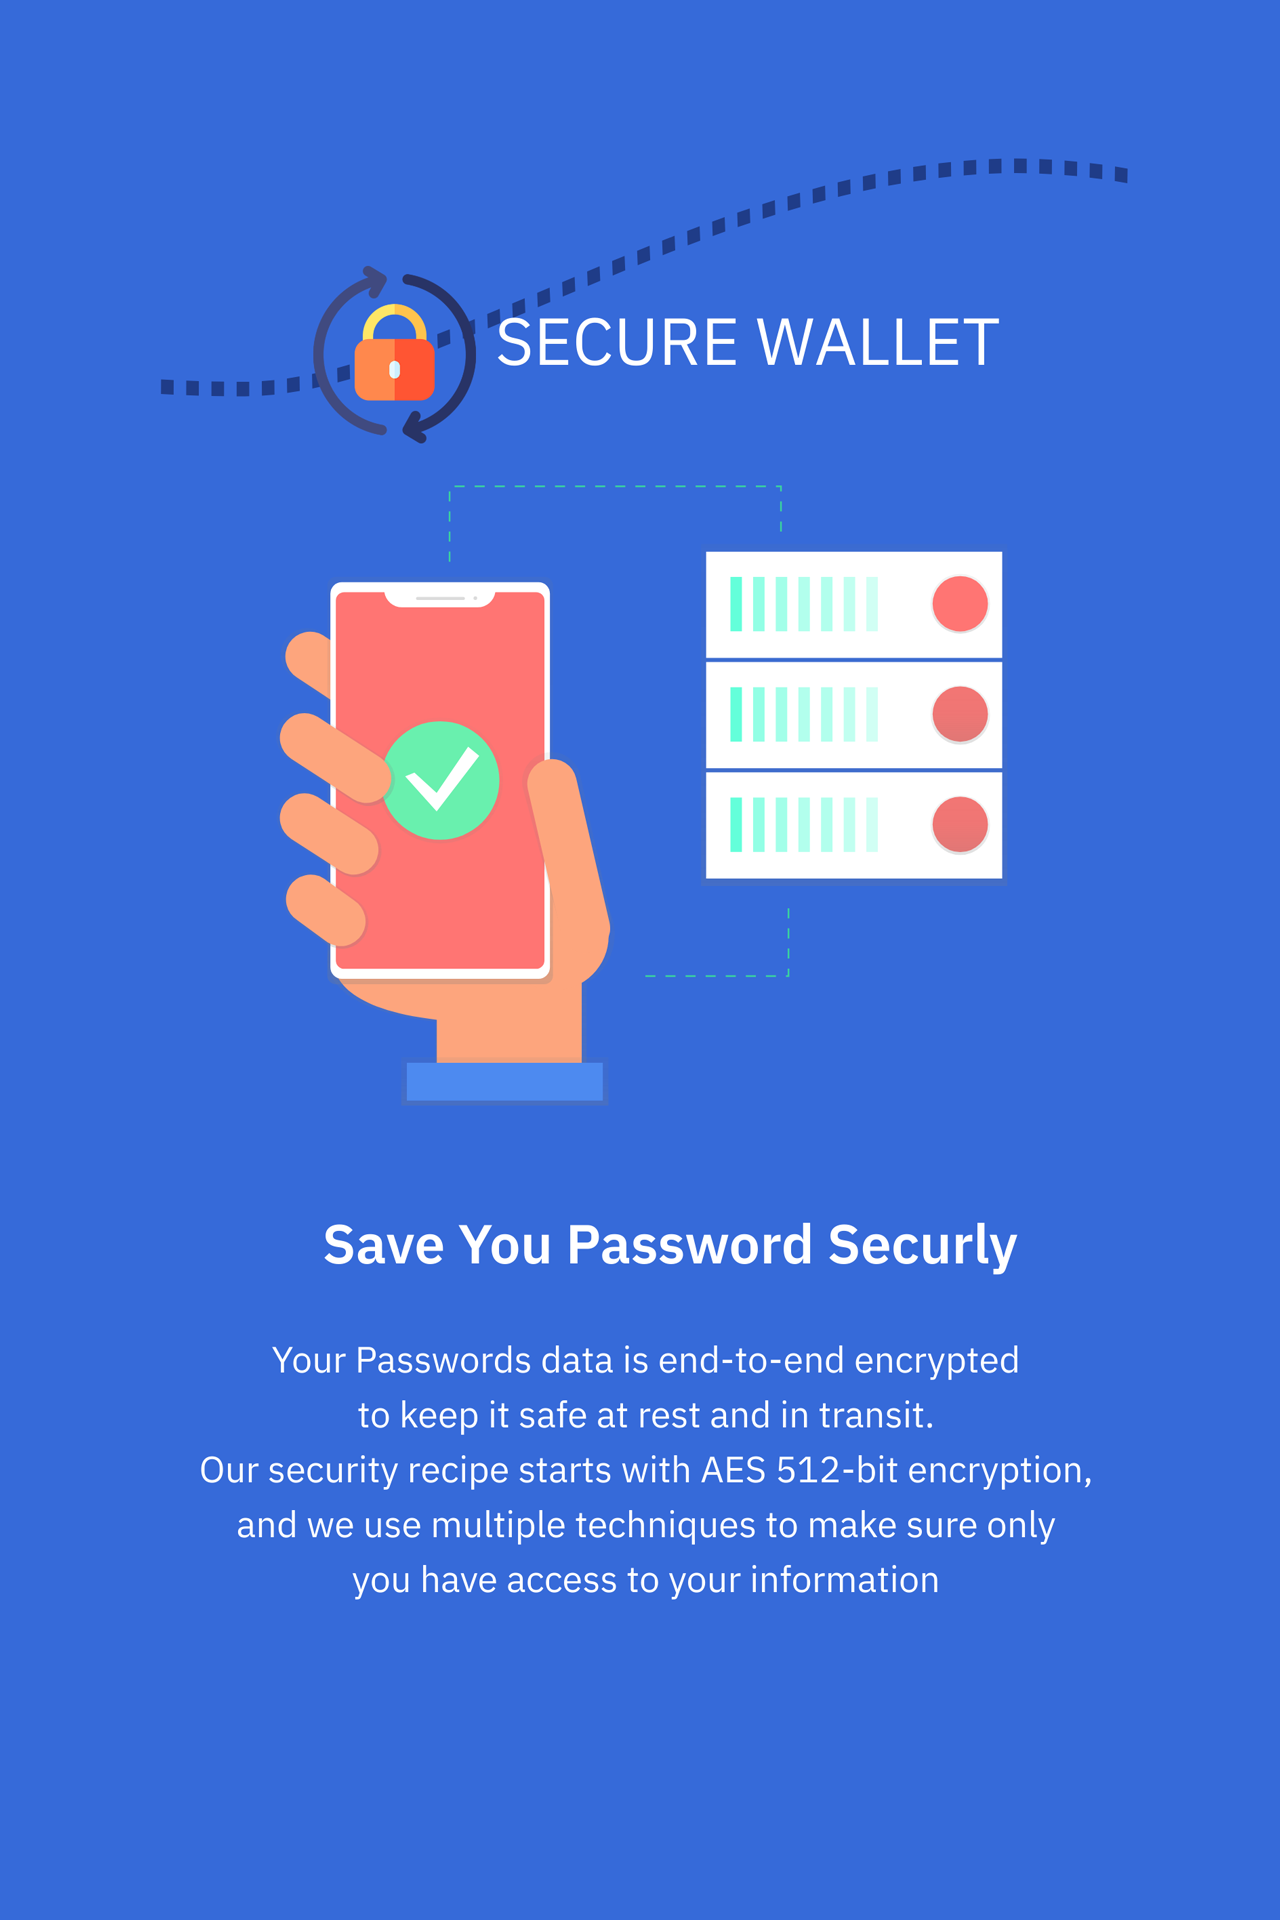 SECURE WALLET
Save You Password Securly
Your Passwords data is end-to-end encrypted
to keep it safe at rest and in transit.
Our security recipe starts with AES 512-bit encryption,
and we use multiple techniques to make sure only
you have access to your information